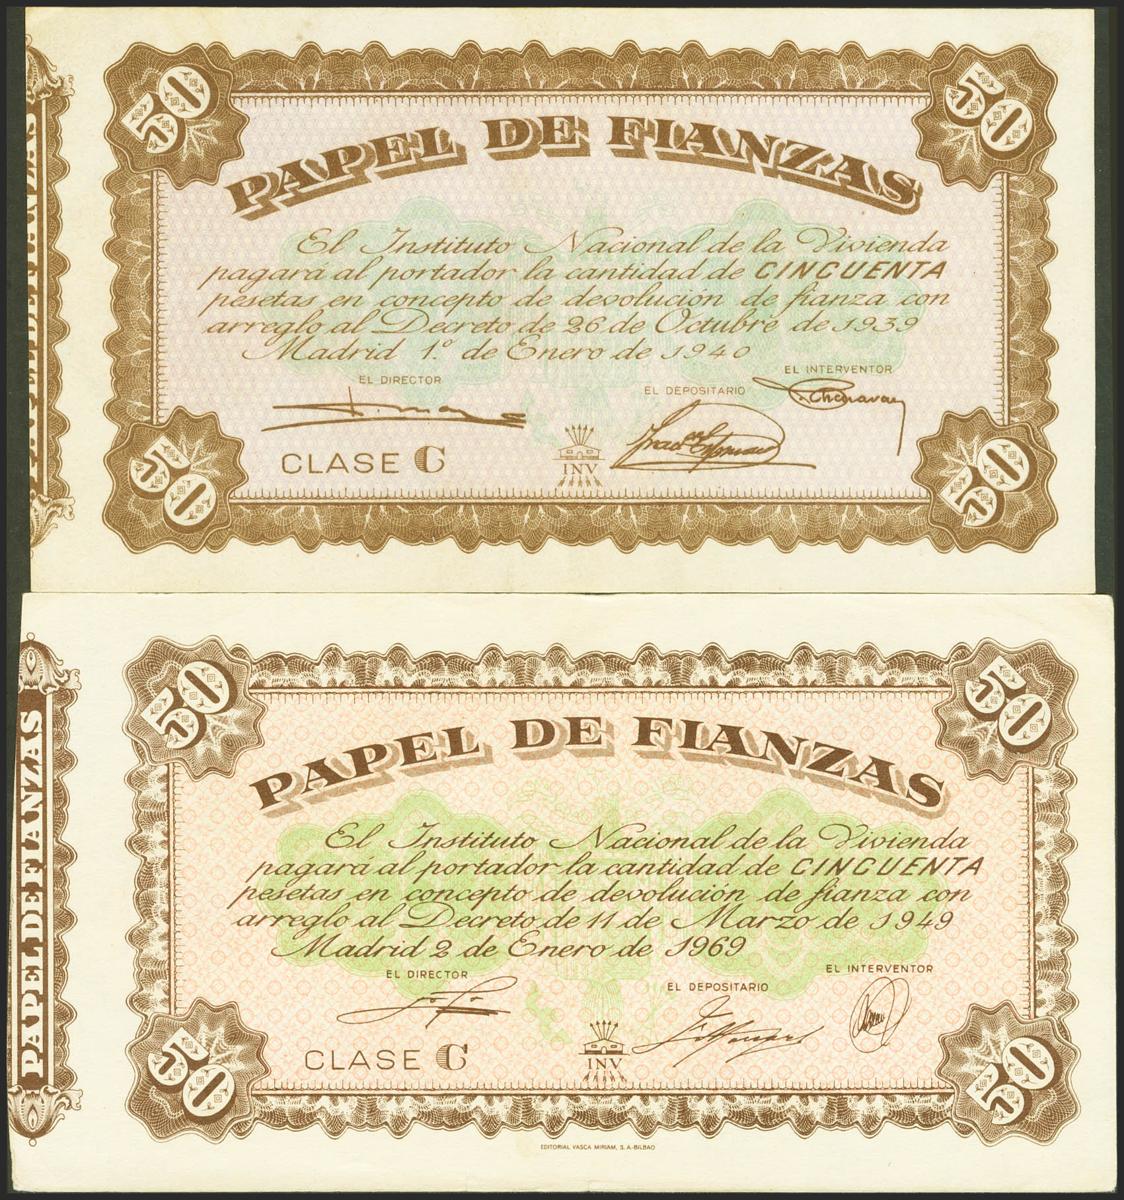 50
50
PAPEL DE FIANZAS
El Instituto Nacional de la Vivienda
pagará al portador la cantidad de CINCUENTA
pesetas en concepto de devolución de fianza con
arreglo al Decreto de 26 de Octubre de 1939
Madrid 1.º de Enero de 1940
EL DIRECTOR
EL DEPOSITARIO
EL INTERVENTOR
CLASE C
INV
50
50
PAPEL DE FIANZAS
50
50
PAPEL DE FIANZAS
El Instituto Nacional de la Vivienda
pagará al portador la cantidad de CINCUENTA
pesetas en concepto de devolución de fianza con
arreglo al Decreto de 11 de Marzo de 1949
Madrid 2 de Enero de 1969
EL DIRECTOR
EL DEPOSITARIO
EL INTERVENTOR
CLASE C
INV
50
50
EDITORIAL VASCA MIRIAM, S. A.-BILBAO